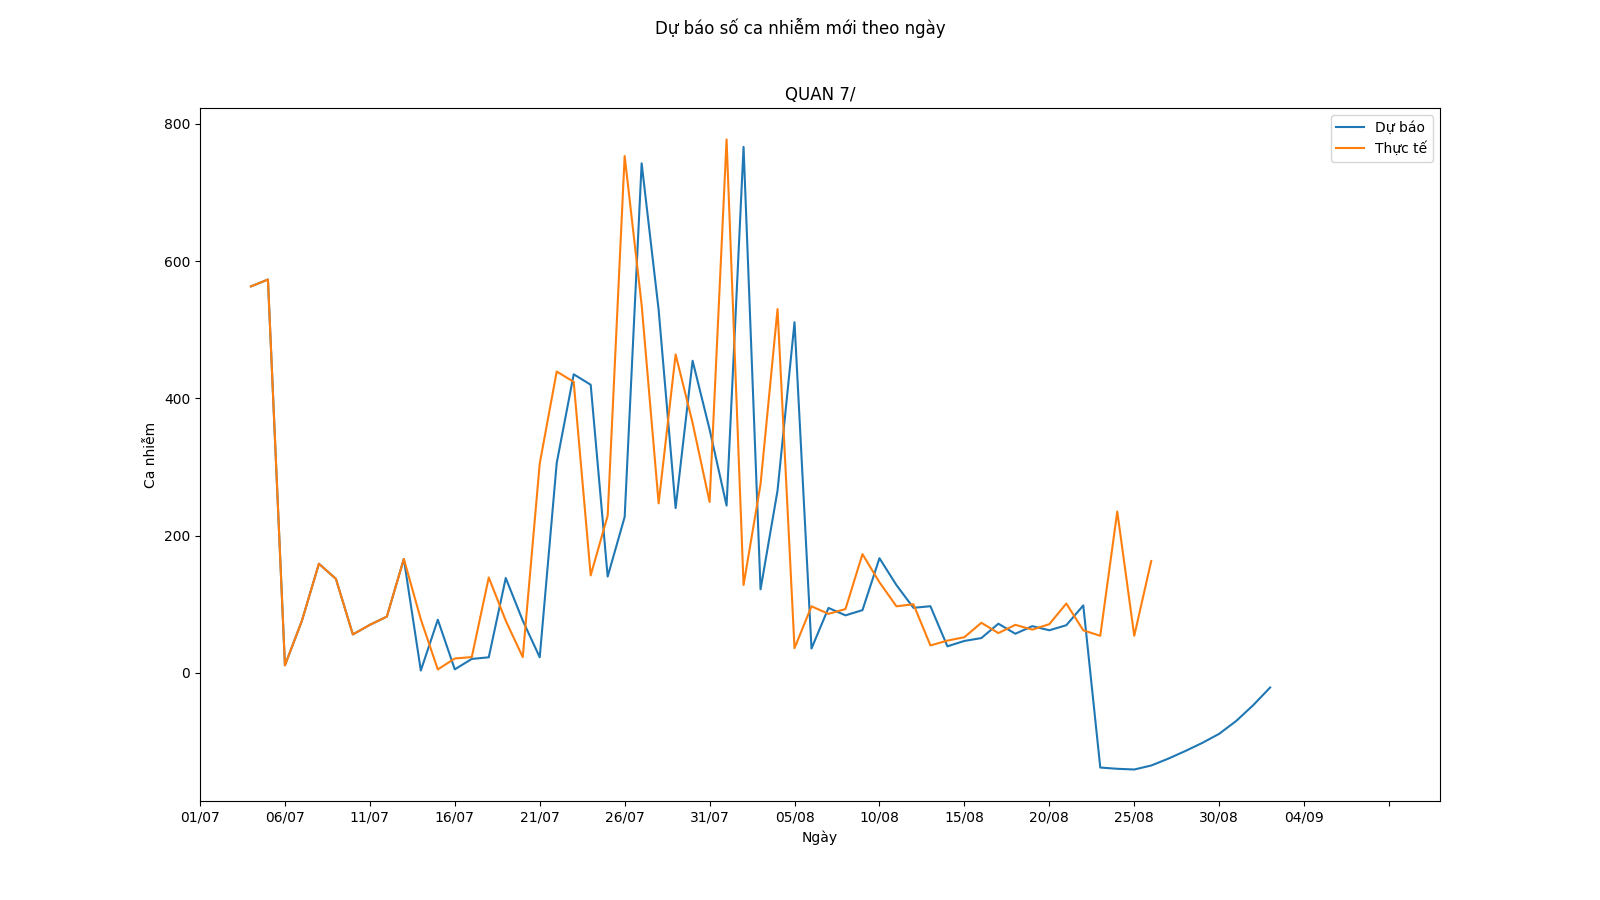 Dự báo số ca nhiễm mới theo ngày
QUAN 7/
Dự báo
Thực tế
800
600
400
200
0
Ca nhiễm
01/07 06/07 11/07 16/07 21/07 26/07 31/07 05/08 10/08 15/08 20/08 25/08 30/08 04/09
Ngày